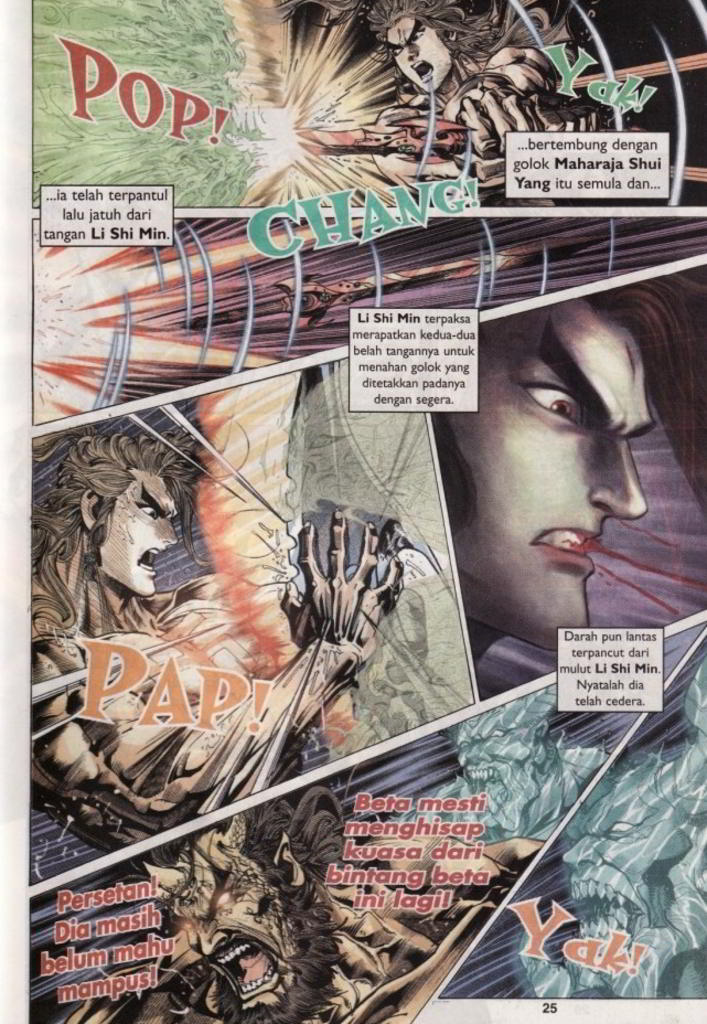 POP!
Yak!
...bertembung dengan
golok Maharaja Shui
Yang itu semula dan...
...ia telah terpantul
lalu jatuh dari
tangan Li Shi Min.
CHANG!
Li Shi Min terpaksa
merapatkan kedua-dua
belah tangannya untuk
menahan golok yang
ditetakkan padanya
dengan segera.
PAP!
Darah pun lantas
terpancut dari
mulut Li Shi Min.
Nyatalah dia
telah cedera.
Beta mesti
menghisap
kuasa dari
bintang beta
ini lagi!
Persetan!
Dia masih
belum mahu
mampus!
Yak!
25